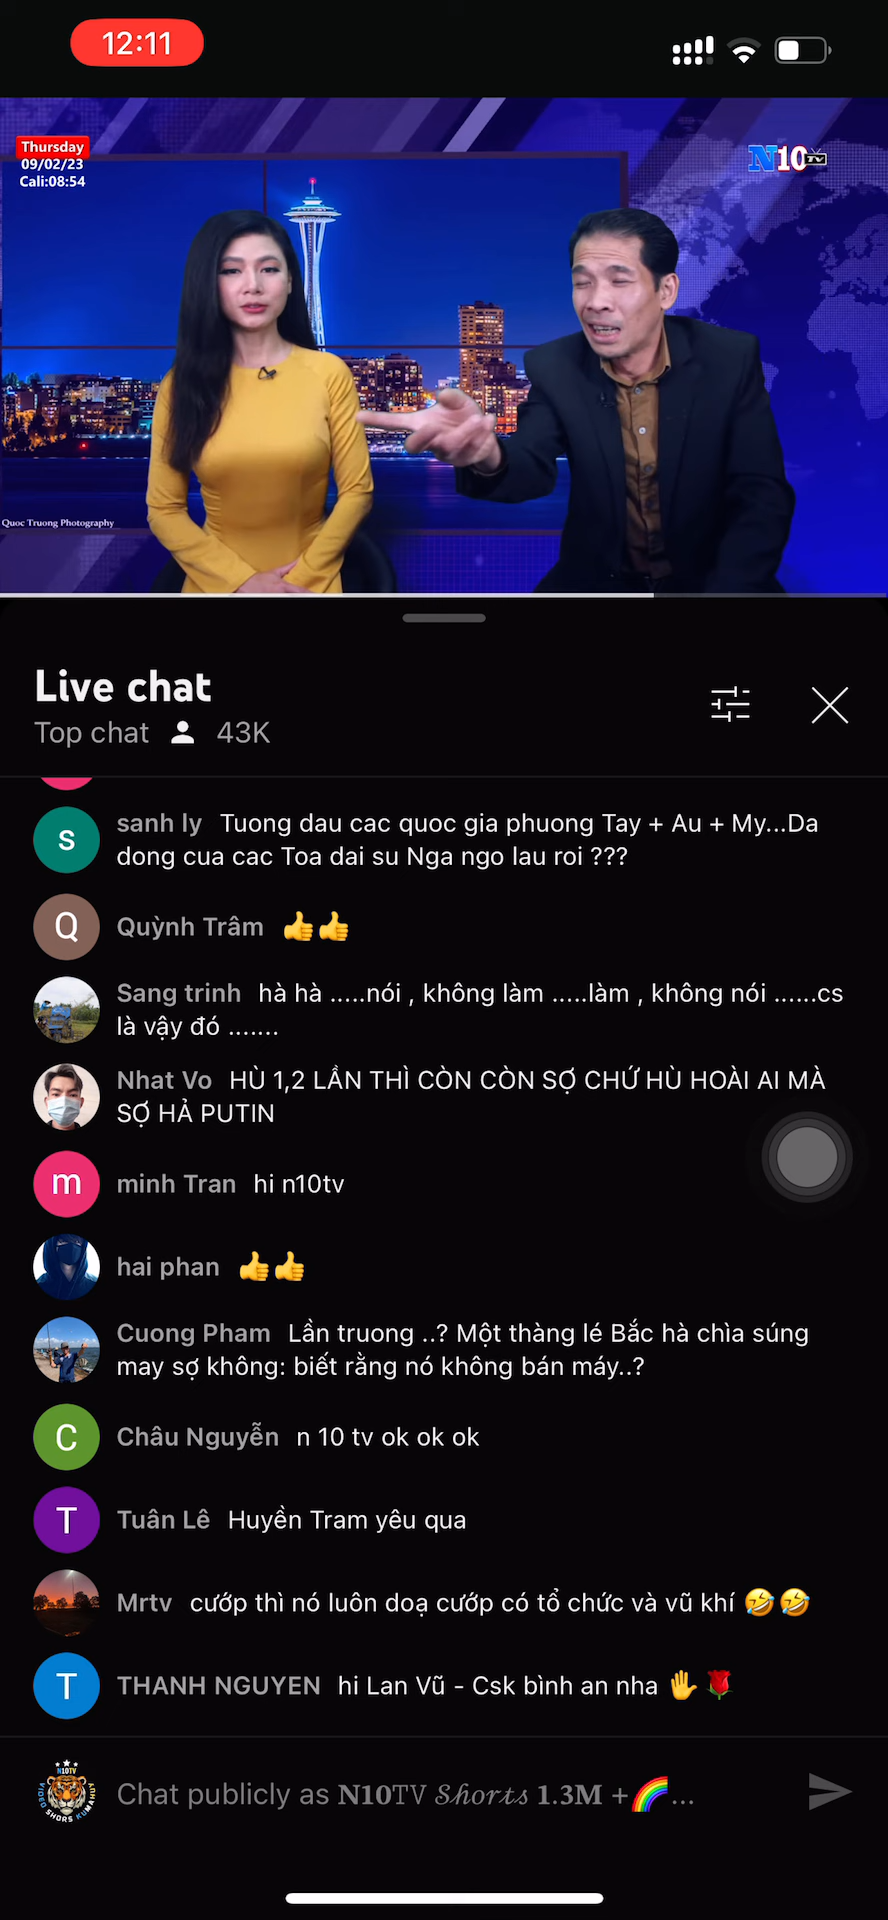 12:11
Thursday
09/02/23
Cali:08:54
N10 TV
Quoc Truong Photography
Live chat
Top chat 43K
s
sanh ly Tuong dau cac quoc gia phuong Tay + Au + My...Da
dong cua cac Toa dai su Nga ngo lau roi ???
Q
Quỳnh Trâm 👍👍
Sang trinh hà hà .....nói , không làm .....làm , không nói ......cs
là vậy đó .......
Nhat Vo HÙ 1,2 LẦN THÌ CÒN CÒN SỢ CHỨ HÙ HOÀI AI MÀ
SỢ HẢ PUTIN
m
minh Tran hi n10tv
hai phan 👍👍
Cuong Pham Lần truong ..? Một thàng lé Bắc hà chìa súng
may sợ không: biết rằng nó không bán máy..?
C
Châu Nguyễn n 10 tv ok ok ok
T
Tuân Lê Huyền Tram yêu qua
Mrtv cướp thì nó luôn doạ cướp có tổ chức và vũ khí 🤣🤣
T
THANH NGUYEN hi Lan Vũ - Csk bình an nha ✋🌹
N10TV
Chat publicly as 𝐍𝟏𝟎TV 𝓢𝓱𝓸𝓻𝓽𝓼 𝟏.𝟑𝐌 +🌈...